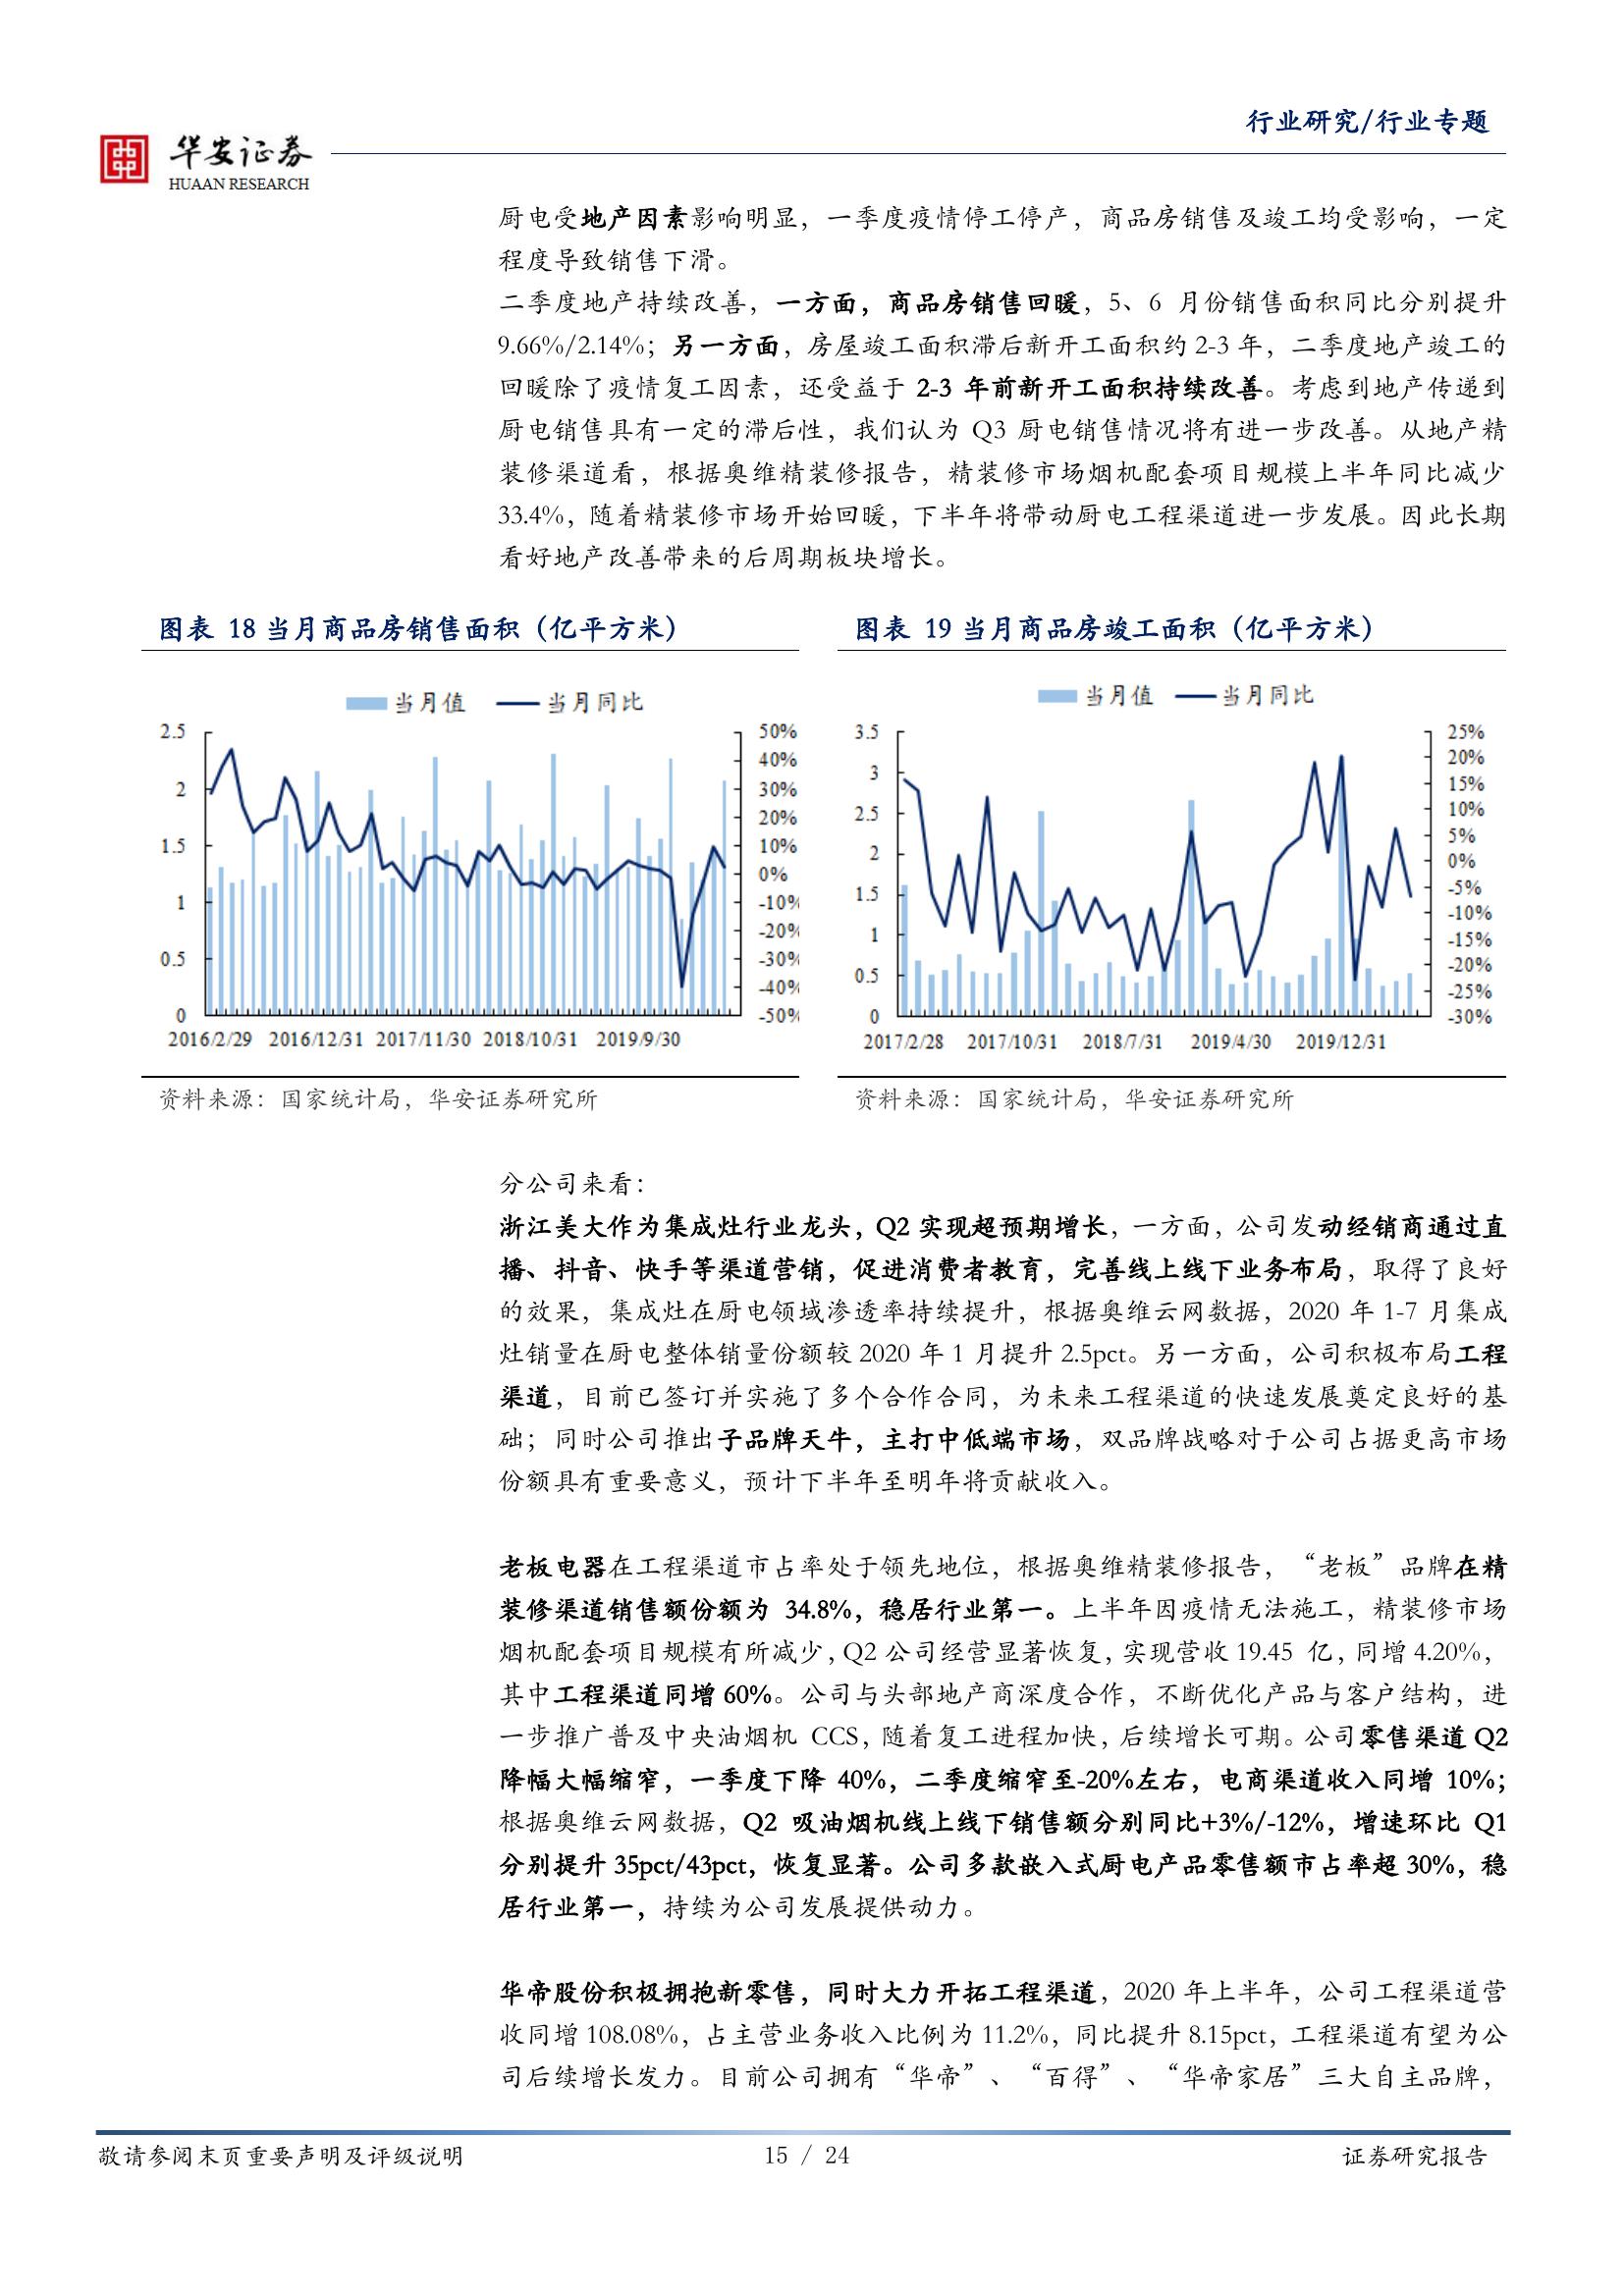 行业研究/行业专题
华安证券
HUAAN RESEARCH
厨电受地产因素影响明显，一季度疫情停工停产，商品房销售及竣工均受影响，一定
程度导致销售下滑。
二季度地产持续改善，一方面，商品房销售回暖，5、6 月份销售面积同比分别提升
9.66%/2.14%；另一方面，房屋竣工面积滞后新开工面积约 2-3 年，二季度地产竣工的
回暖除了疫情复工因素，还受益于 2-3 年前新开工面积持续改善。考虑到地产传递到
厨电销售具有一定的滞后性，我们认为 Q3 厨电销售情况将有进一步改善。从地产精
装修渠道看，根据奥维精装修报告，精装修市场烟机配套项目规模上半年同比减少
33.4%，随着精装修市场开始回暖，下半年将带动厨电工程渠道进一步发展。因此长期
看好地产改善带来的后周期板块增长。
图表 18 当月商品房销售面积（亿平方米）
当月值 当月同比
2.5
2
1.5
1
0.5
0
50%
40%
30%
20%
10%
0%
-10%
-20%
-30%
-40%
-50%
2016/2/29 2016/12/31 2017/11/30 2018/10/31 2019/9/30
资料来源：国家统计局，华安证券研究所
图表 19 当月商品房竣工面积（亿平方米）
当月值 当月同比
3.5
3
2.5
2
1.5
1
0.5
0
25%
20%
15%
10%
5%
0%
-5%
-10%
-15%
-20%
-25%
-30%
2017/2/28 2017/10/31 2018/7/31 2019/4/30 2019/12/31
资料来源：国家统计局，华安证券研究所
分公司来看：
浙江美大作为集成灶行业龙头，Q2 实现超预期增长，一方面，公司发动经销商通过直
播、抖音、快手等渠道营销，促进消费者教育，完善线上线下业务布局，取得了良好
的效果，集成灶在厨电领域渗透率持续提升，根据奥维云网数据，2020 年 1-7 月集成
灶销量在厨电整体销量份额较 2020 年 1 月提升 2.5pct。另一方面，公司积极布局工程
渠道，目前已签订并实施了多个合作合同，为未来工程渠道的快速发展奠定良好的基
础；同时公司推出子品牌天牛，主打中低端市场，双品牌战略对于公司占据更高市场
份额具有重要意义，预计下半年至明年将贡献收入。
老板电器在工程渠道市占率处于领先地位，根据奥维精装修报告，“老板”品牌在精
装修渠道销售额份额为 34.8%，稳居行业第一。上半年因疫情无法施工，精装修市场
烟机配套项目规模有所减少，Q2 公司经营显著恢复，实现营收 19.45 亿，同增 4.20%，
其中工程渠道同增 60%。公司与头部地产商深度合作，不断优化产品与客户结构，进
一步推广普及中央油烟机 CCS，随着复工进程加快，后续增长可期。公司零售渠道 Q2
降幅大幅缩窄，一季度下降 40%，二季度缩窄至-20%左右，电商渠道收入同增 10%；
根据奥维云网数据，Q2 吸油烟机线上线下销售额分别同比+3%/-12%，增速环比 Q1
分别提升 35pct/43pct，恢复显著。公司多款嵌入式厨电产品零售额市占率超 30%，稳
居行业第一，持续为公司发展提供动力。
华帝股份积极拥抱新零售，同时大力开拓工程渠道，2020 年上半年，公司工程渠道营
收同增 108.08%，占主营业务收入比例为 11.2%，同比提升 8.15pct，工程渠道有望为公
司后续增长发力。目前公司拥有“华帝”、“百得”、“华帝家居”三大自主品牌，
敬请参阅末页重要声明及评级说明 15 / 24 证券研究报告